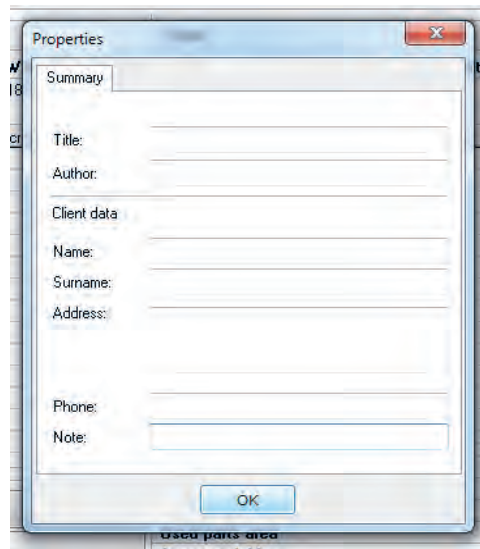 Properties
Summary
Title:
Author:
Client data
Name:
Surname:
Address:
Phone:
Note:
OK
Used parts area